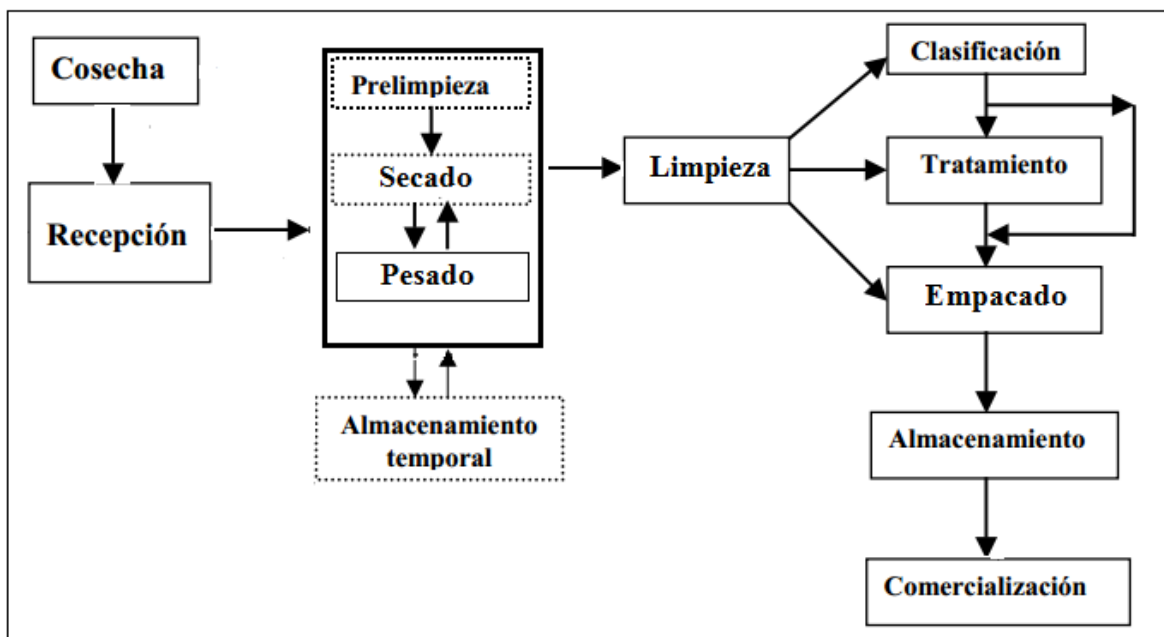 Cosecha
Recepción
Prelimpieza
Secado
Pesado
Almacenamiento
temporal
Limpieza
Clasificación
Tratamiento
Empacado
Almacenamiento
Comercialización